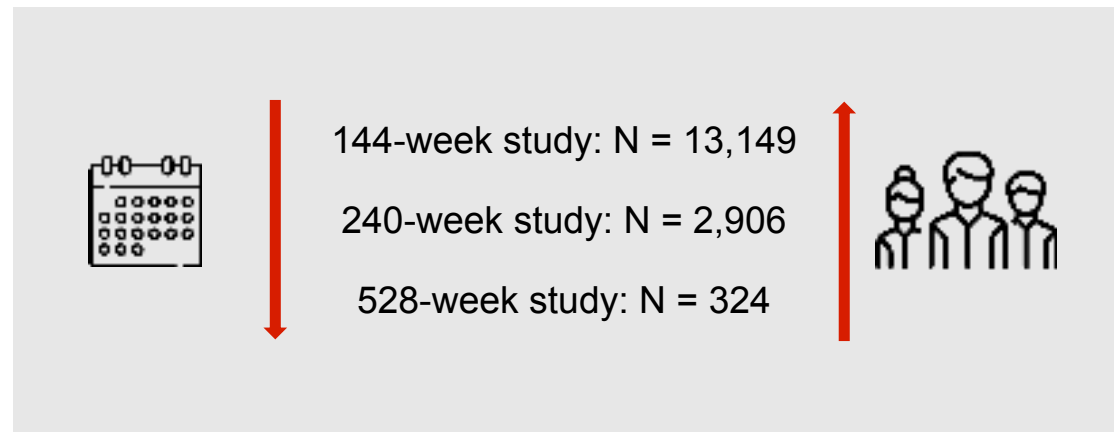 144-week study: N = 13,149
240-week study: N = 2,906
528-week study: N = 324